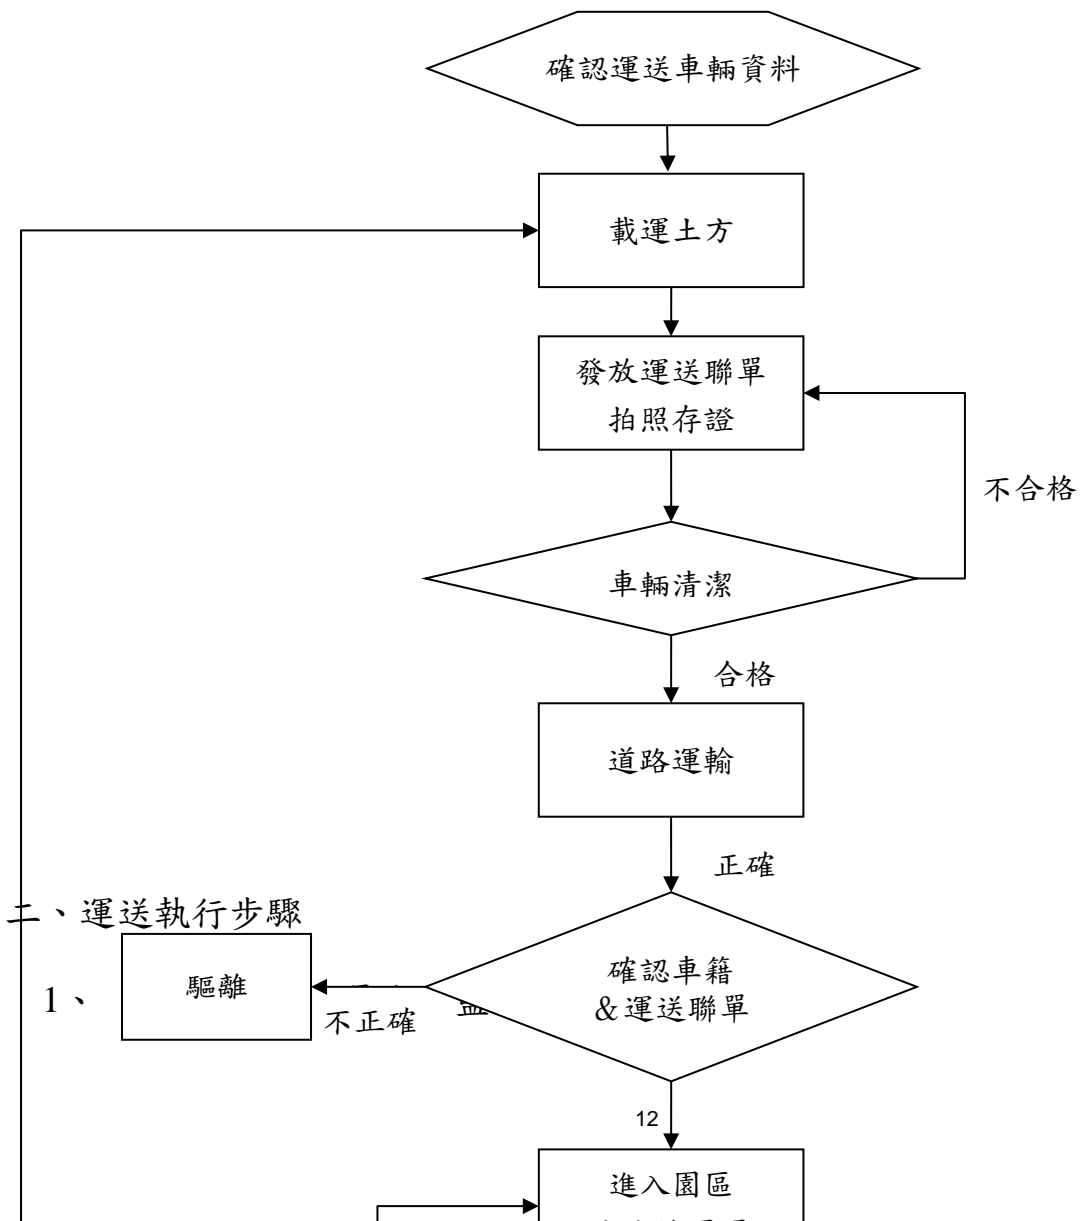 確認運送車輛資料
載運土方
發放運送聯單
拍照存證
不合格
車輛清潔
合格
道路運輸
正確
二、運送執行步驟
確認車籍
&運送聯單
驅離
1、
不正確
12
進入園區